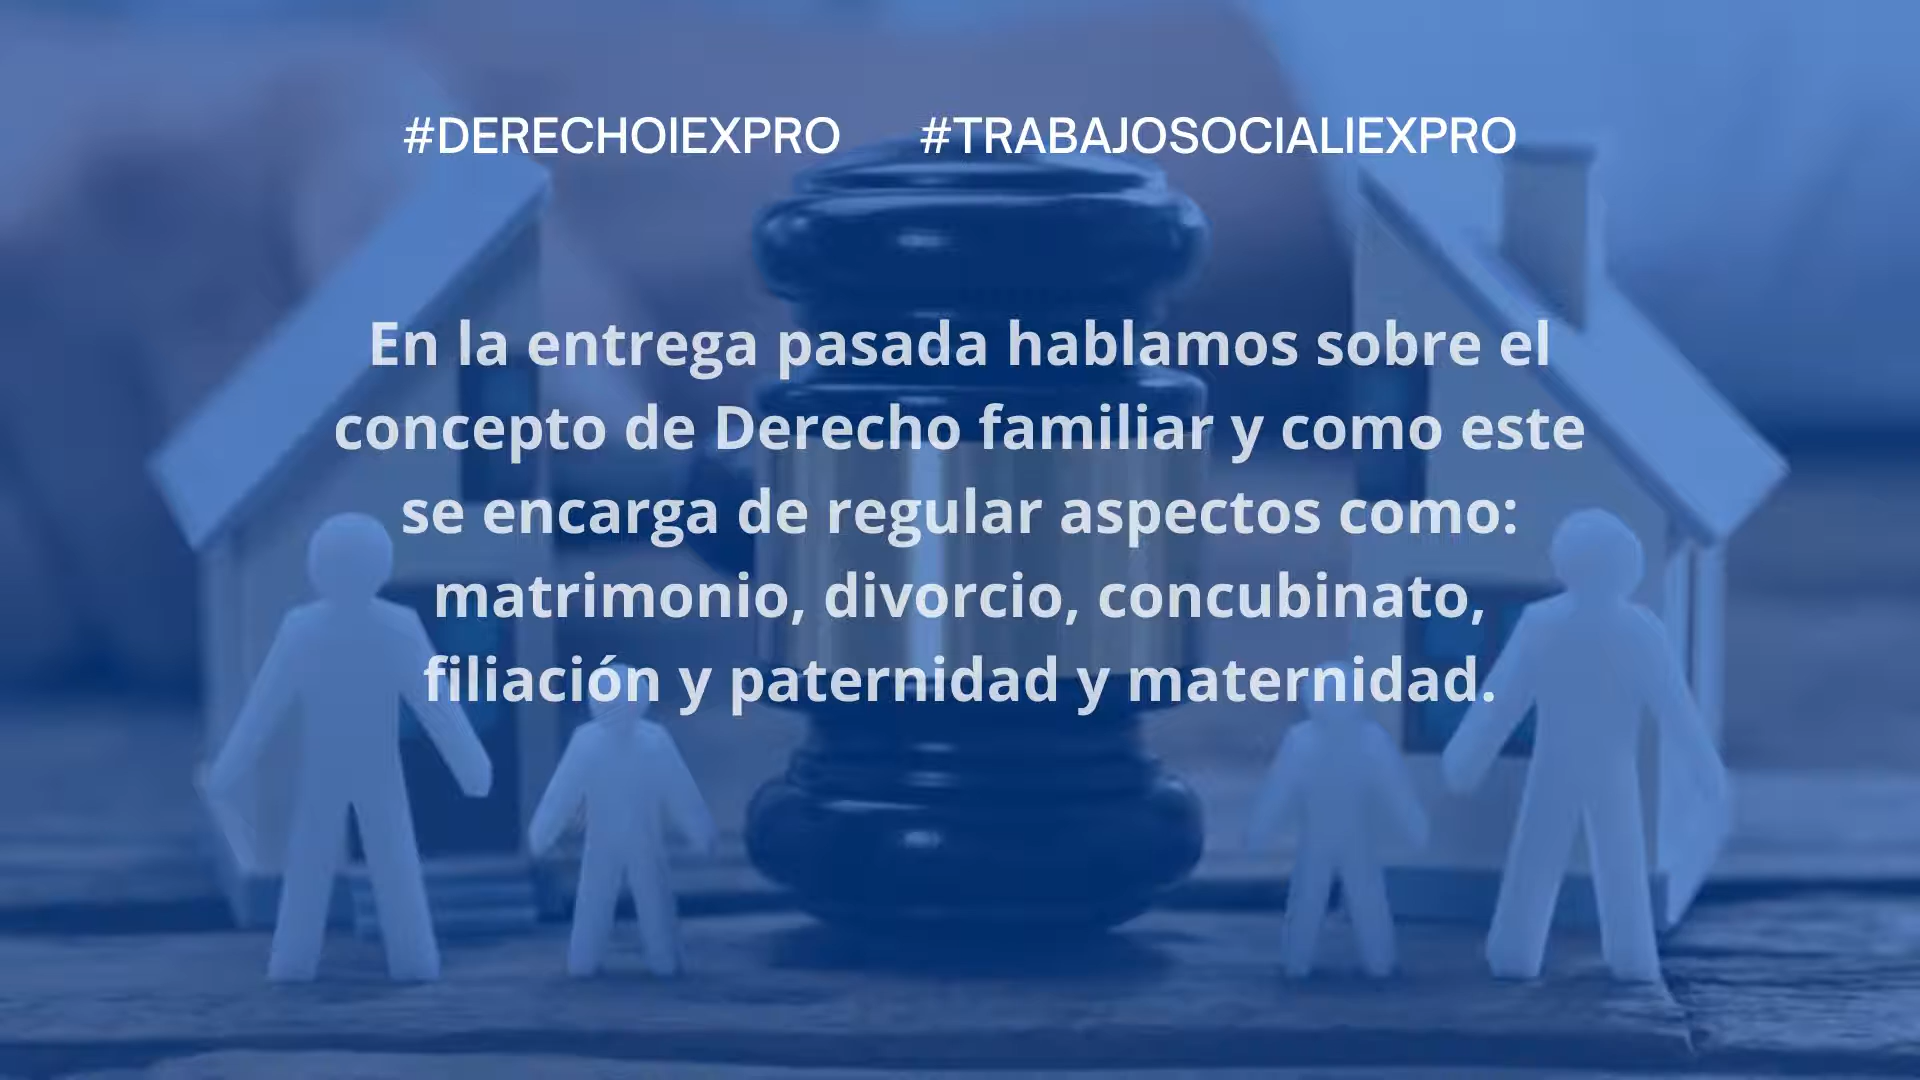 #DERECHOIEXPRO #TRABAJOSOCIALIEXPRO
En la entrega pasada hablamos sobre el
concepto de Derecho familiar y como este
se encarga de regular aspectos como:
matrimonio, divorcio, concubinato,
filiación y paternidad y maternidad.